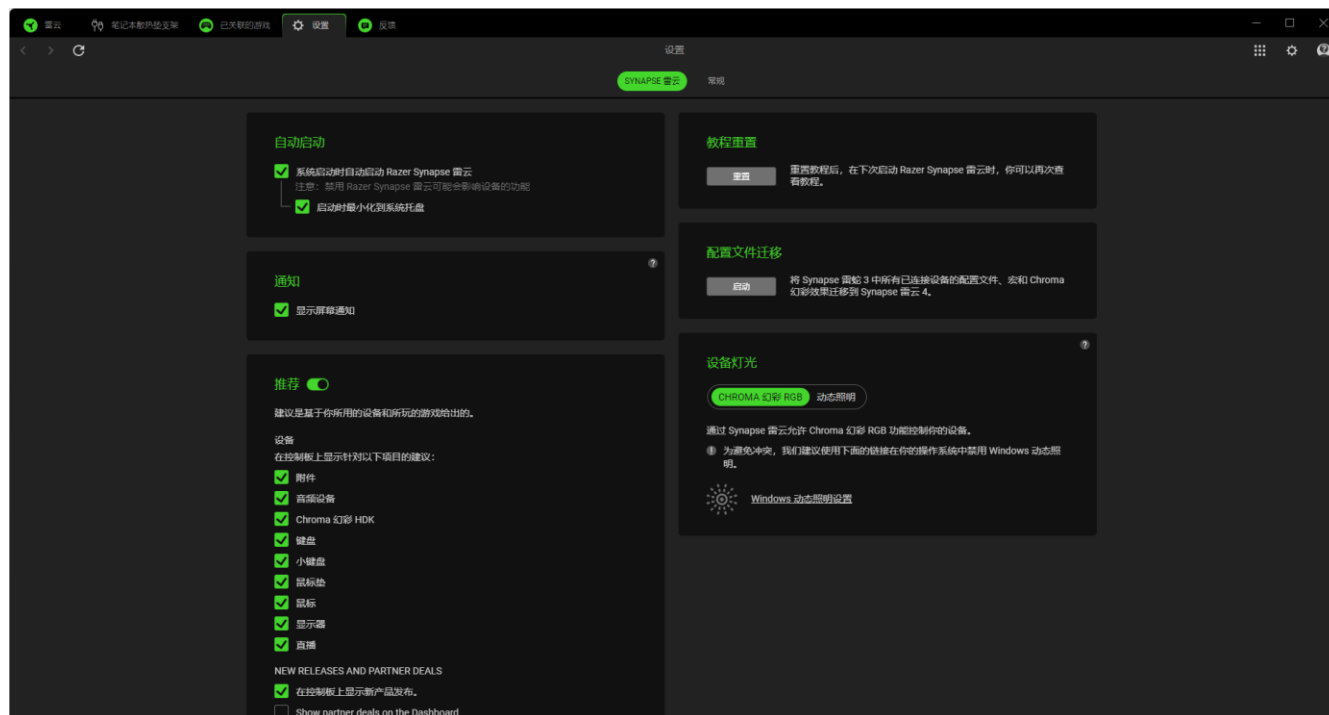 雷云
笔记本散热垫支架
已关联的游戏
设置
反馈
设置
SYNAPSE 雷云
常规
自动启动
系统启动时自动启动 Razer Synapse 雷云
注意：禁用 Razer Synapse 雷云可能会影响设备的功能
启动时最小化到系统托盘
通知
显示屏幕通知
推荐
建议是基于你所用的设备和所玩的游戏给出的。
设备
在控制板上显示针对以下项目的建议：
附件
音频设备
Chroma 幻彩 HDK
键盘
小键盘
鼠标垫
鼠标
显示器
直播
NEW RELEASES AND PARTNER DEALS
在控制板上显示新产品发布。
Show partner deals on the Dashboard
教程重置
重置
重置教程后，在下次启动 Razer Synapse 雷云时，你可以再次查
看教程。
配置文件迁移
启动
将 Synapse 雷蛇 3 中所有已连接设备的配置文件、宏和 Chroma
幻彩效果迁移到 Synapse 雷云 4。
设备灯光
CHROMA 幻彩 RGB
动态照明
通过 Synapse 雷云允许 Chroma 幻彩 RGB 功能控制你的设备。
为避免冲突，我们建议使用下面的链接在你的操作系统中禁用 Windows 动态照
明。
Windows 动态照明设置